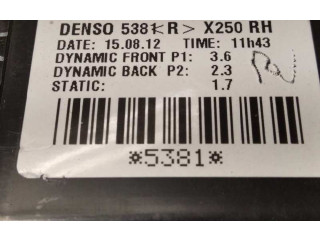 DENSO 5381<R> X250 RH
DATE: 15.08.12 TIME: 11h43
DYNAMIC FRONT P1: 3.6
DYNAMIC BACK P2: 2.3
STATIC: 1.7
*5381*